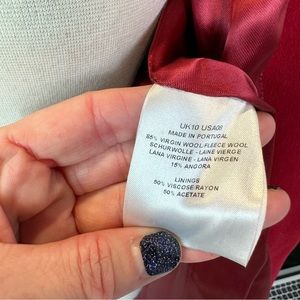 UK10 USA08
MADE IN PORTUGAL
85% VIRGIN WOOL/FLEECE WOOL
SCHURWOLLE - LAINE VIERGE
LANA VIRGINE - LANA VIRGEN
15% ANGORA
LININGS
50% VISCOSE RAYON
50% ACETATE